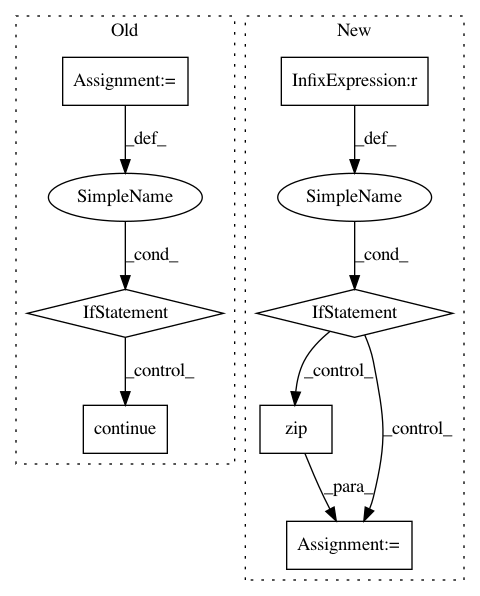 Old
New
Assignment:=
InfixExpression:r
_def_
_def_
SimpleName
SimpleName
_cond_
_cond_
IfStatement
IfStatement
_control_
_control_
_control_
continue
zip
_para_
Assignment:=